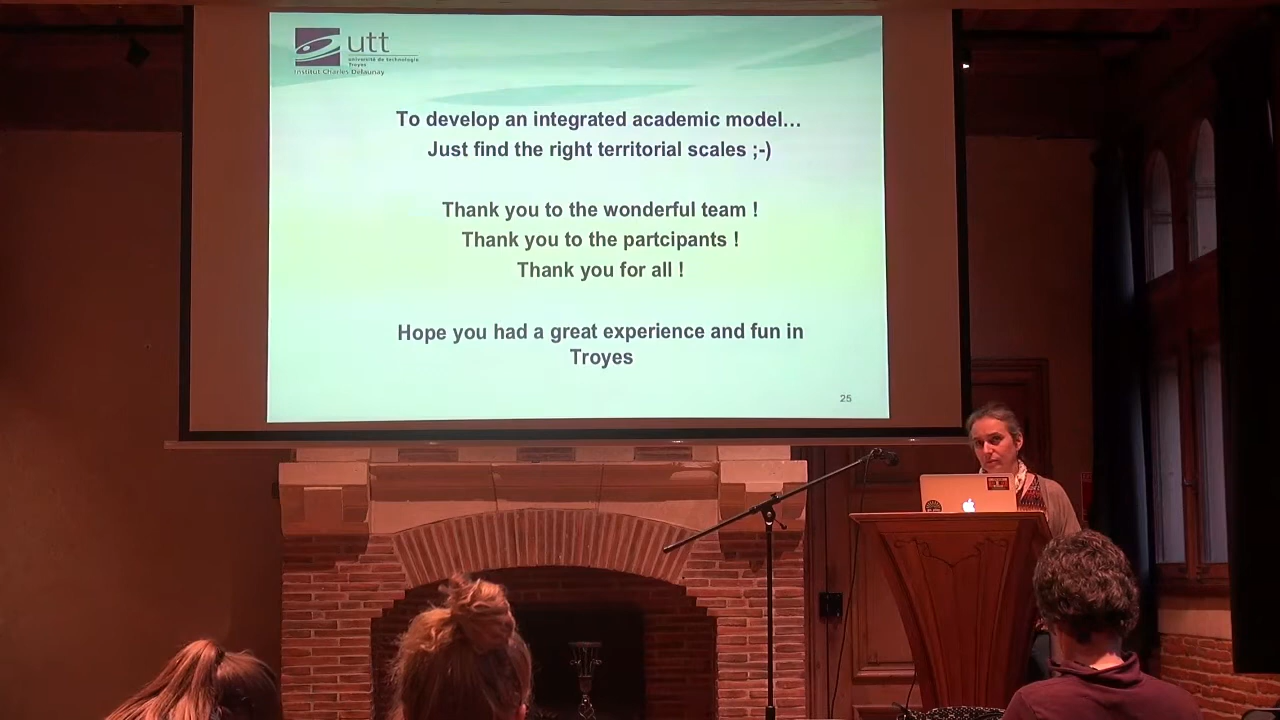 utt
université de technologie
Troyes
Institut Charles Delaunay
To develop an integrated academic model...
Just find the right territorial scales ;-)
Thank you to the wonderful team !
Thank you to the partcipants !
Thank you for all !
Hope you had a great experience and fun in
Troyes
25